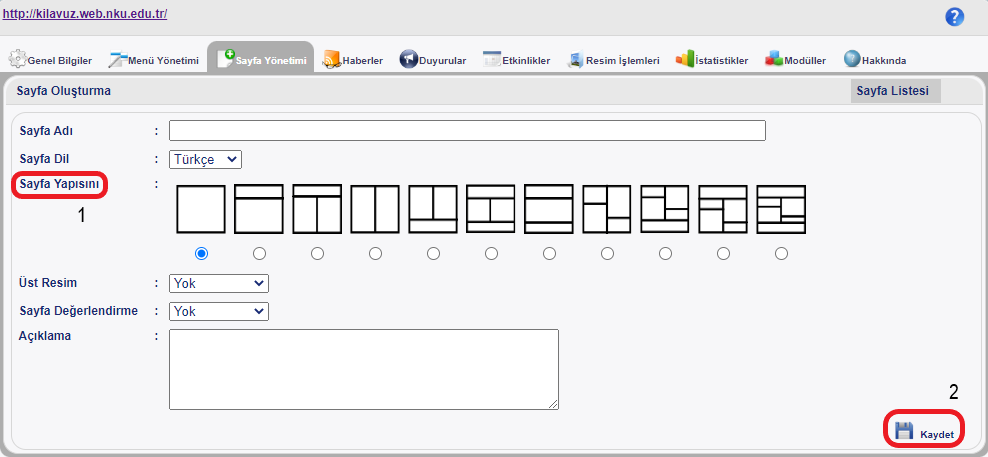 http://kilavuz.web.nku.edu.tr/
?
Genel Bilgiler Menü Yönetimi Sayfa Yönetimi Haberler Duyurular Etkinlikler Resim İşlemleri İstatistikler Modüller Hakkında
Sayfa Oluşturma Sayfa Listesi
Sayfa Adı :
Sayfa Dil : Türkçe
Sayfa Yapısını :
1
Üst Resim : Yok
Sayfa Değerlendirme : Yok
Açıklama :
2
Kaydet